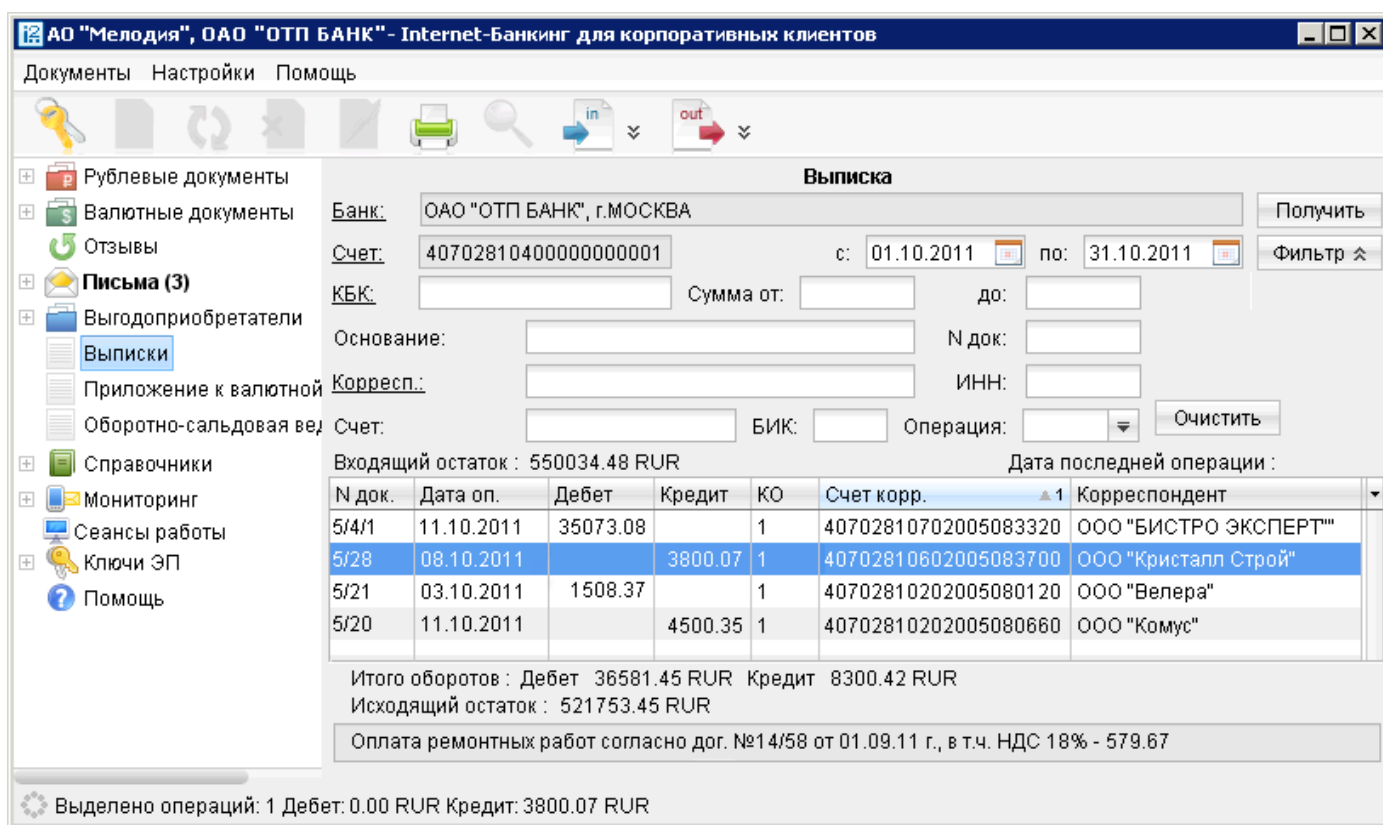 АО "Мелодия", ОАО "ОТП БАНК"- Internet-Банкинг для корпоративных клиентов
Документы Настройки Помощь
in out
Рублевые документы
Валютные документы
Отзывы
Письма (3)
Выгодоприобретатели
Выписки
Приложение к валютной
Оборотно-сальдовая вед
Справочники
Мониторинг
Сеансы работы
Ключи ЭП
Помощь
Выписка
Банк: ОАО "ОТП БАНК", г.МОСКВА Получить
Счет: 40702810400000000001 с: 01.10.2011 по: 31.10.2011 Фильтр
КБК: Сумма от: до:
Основание: N док:
Корресп.: ИНН:
Счет: БИК: Операция: Очистить
Входящий остаток : 550034.48 RUR Дата последней операции :
N док. Дата оп. Дебет Кредит КО Счет корр. 1 Корреспондент
5/4/1 11.10.2011 35073.08 1 40702810702005083320 ООО "БИСТРО ЭКСПЕРТ""
5/28 08.10.2011 3800.07 1 40702810602005083700 ООО "Кристалл Строй"
5/21 03.10.2011 1508.37 1 40702810202005080120 ООО "Велера"
5/20 11.10.2011 4500.35 1 40702810202005080660 ООО "Комус"
Итого оборотов : Дебет 36581.45 RUR Кредит 8300.42 RUR
Исходящий остаток : 521753.45 RUR
Оплата ремонтных работ согласно дог. №14/58 от 01.09.11 г., в т.ч. НДС 18% - 579.67
Выделено операций: 1 Дебет: 0.00 RUR Кредит: 3800.07 RUR